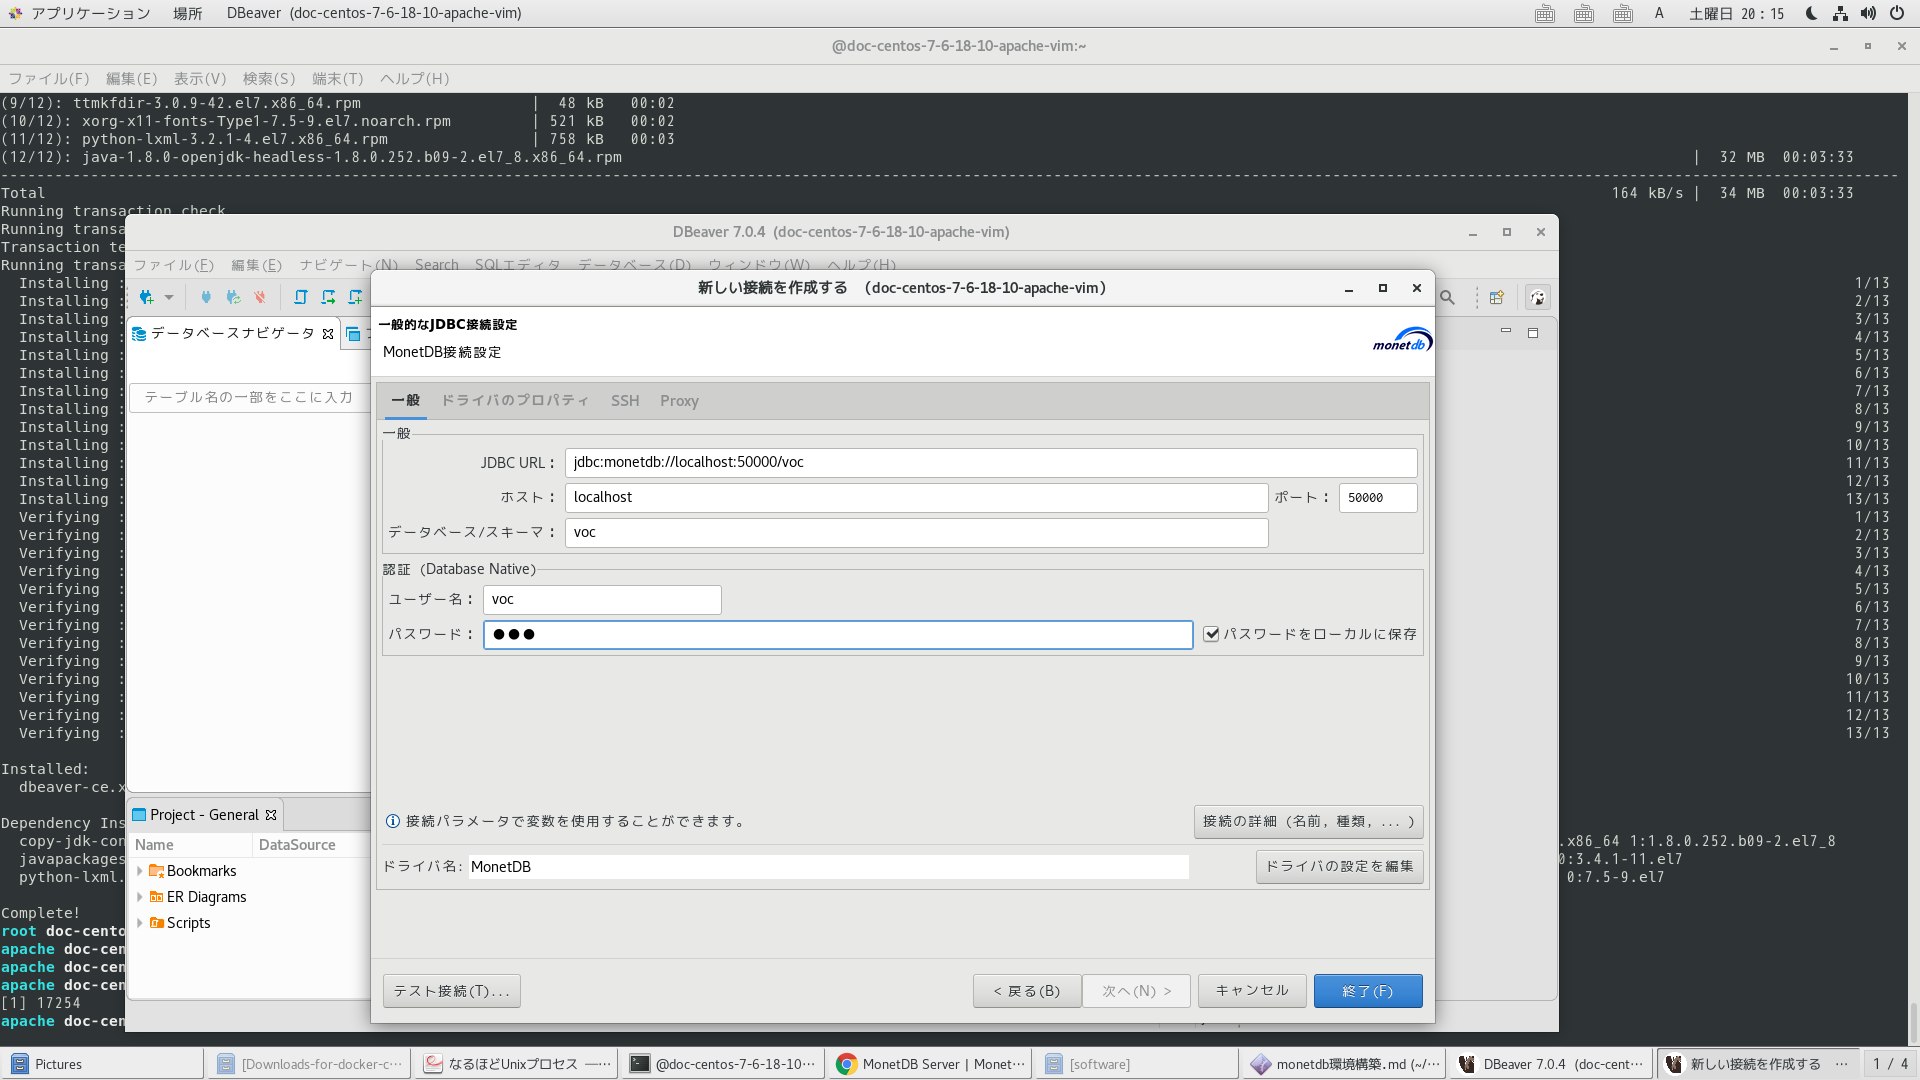 アプリケーション 場所 DBeaver (doc-centos-7-6-18-10-apache-vim) A 土曜日 20：15
@doc-centos-7-6-18-10-apache-vim:~
ファイル(F) 編集(E) 表示(V) 検索(S) 端末(T) ヘルプ(H)
(9/12): ttmkfdir-3.0.9-42.el7.x86_64.rpm | 48 kB 00:02
(10/12): xorg-x11-fonts-Type1-7.5-9.el7.noarch.rpm | 521 kB 00:02
(11/12): python-lxml-3.2.1-4.el7.x86_64.rpm | 758 kB 00:03
(12/12): java-1.8.0-openjdk-headless-1.8.0.252.b09-2.el7_8.x86_64.rpm | 32 MB 00:03:33
Total 164 kB/s | 34 MB 00:03:33
Running transaction check
Running transa
Transaction te
Running transa
Installing : 1/13
Installing : 2/13
Installing : 3/13
Installing : 4/13
Installing : 5/13
Installing : 6/13
Installing : 7/13
Installing : 8/13
Installing : 9/13
Installing : 10/13
Installing : 11/13
Installing : 12/13
Installing : 13/13
Verifying : 1/13
Verifying : 2/13
Verifying : 3/13
Verifying : 4/13
Verifying : 5/13
Verifying : 6/13
Verifying : 7/13
Verifying : 8/13
Verifying : 9/13
Verifying : 10/13
Verifying : 11/13
Verifying : 12/13
Verifying : 13/13
Installed:
dbeaver-ce.x
Dependency Ins
copy-jdk-con .x86_64 1:1.8.0.252.b09-2.el7_8
javapackages 0:3.4.1-11.el7
python-lxml. 0:7.5-9.el7
Complete!
root doc-cento
apache doc-cen
apache doc-cen
apache doc-cen
[1] 17254
apache doc-cen
DBeaver 7.0.4 (doc-centos-7-6-18-10-apache-vim)
ファイル(F) 編集(E) ナビゲート(N) Search SQLエディタ データベース(D) ウィンドウ(W) ヘルプ(H)
データベースナビゲータ
テーブル名の一部をここに入力
Project - General
Name DataSource
Bookmarks
ER Diagrams
Scripts
新しい接続を作成する (doc-centos-7-6-18-10-apache-vim)
一般的なJDBC接続設定
MonetDB接続設定
monetdb
一般 ドライバのプロパティ SSH Proxy
一般
JDBC URL： jdbc:monetdb://localhost:50000/voc
ホスト： localhost ポート： 50000
データベース/スキーマ： voc
認証 (Database Native)
ユーザー名： voc
パスワード： ●●● パスワードをローカルに保存
接続パラメータで変数を使用することができます。 接続の詳細（名前，種類，... ）
ドライバ名: MonetDB ドライバの設定を編集
テスト接続(T)... < 戻る(B) 次へ(N) > キャンセル 終了(F)
Pictures [Downloads-for-docker-c… なるほどUnixプロセス ―… @doc-centos-7-6-18-10… MonetDB Server | Monet… [software] monetdb環境構築.md (~/… DBeaver 7.0.4 (doc-cent… 新しい接続を作成する … 1 / 4